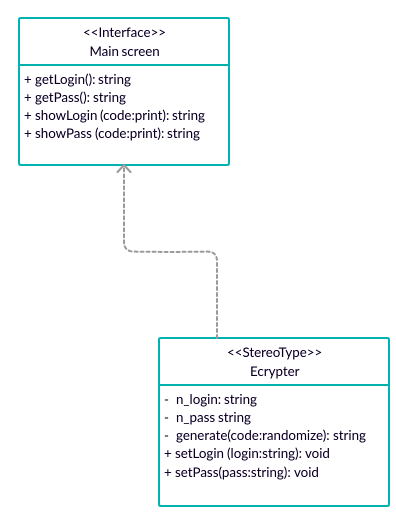 <<Interface>>
Main screen
+ getLogin(): string
+ getPass(): string
+ showLogin (code:print): string
+ showPass (code:print): string
<<StereoType>>
Ecrypter
- n_login: string
- n_pass string
- generate(code:randomize): string
+ setLogin (login:string): void
+ setPass(pass:string): void